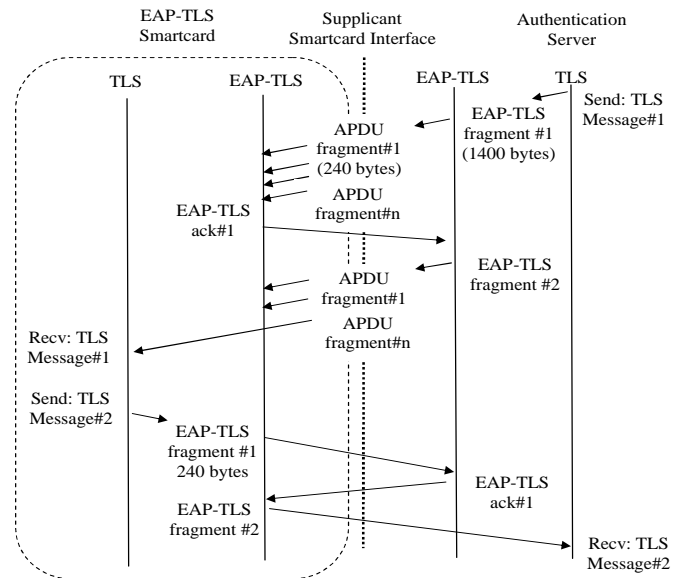 EAP-TLS
Smartcard
Supplicant
Smartcard Interface
Authentication
Server
TLS
EAP-TLS
EAP-TLS
TLS
Send: TLS
Message#1
EAP-TLS
fragment #1
(1400 bytes)
APDU
fragment#1
(240 bytes)
APDU
fragment#n
EAP-TLS
ack#1
EAP-TLS
fragment #2
APDU
fragment#1
APDU
fragment#n
Recv: TLS
Message#1
Send: TLS
Message#2
EAP-TLS
fragment #1
240 bytes
EAP-TLS
ack#1
EAP-TLS
fragment #2
Recv: TLS
Message#2